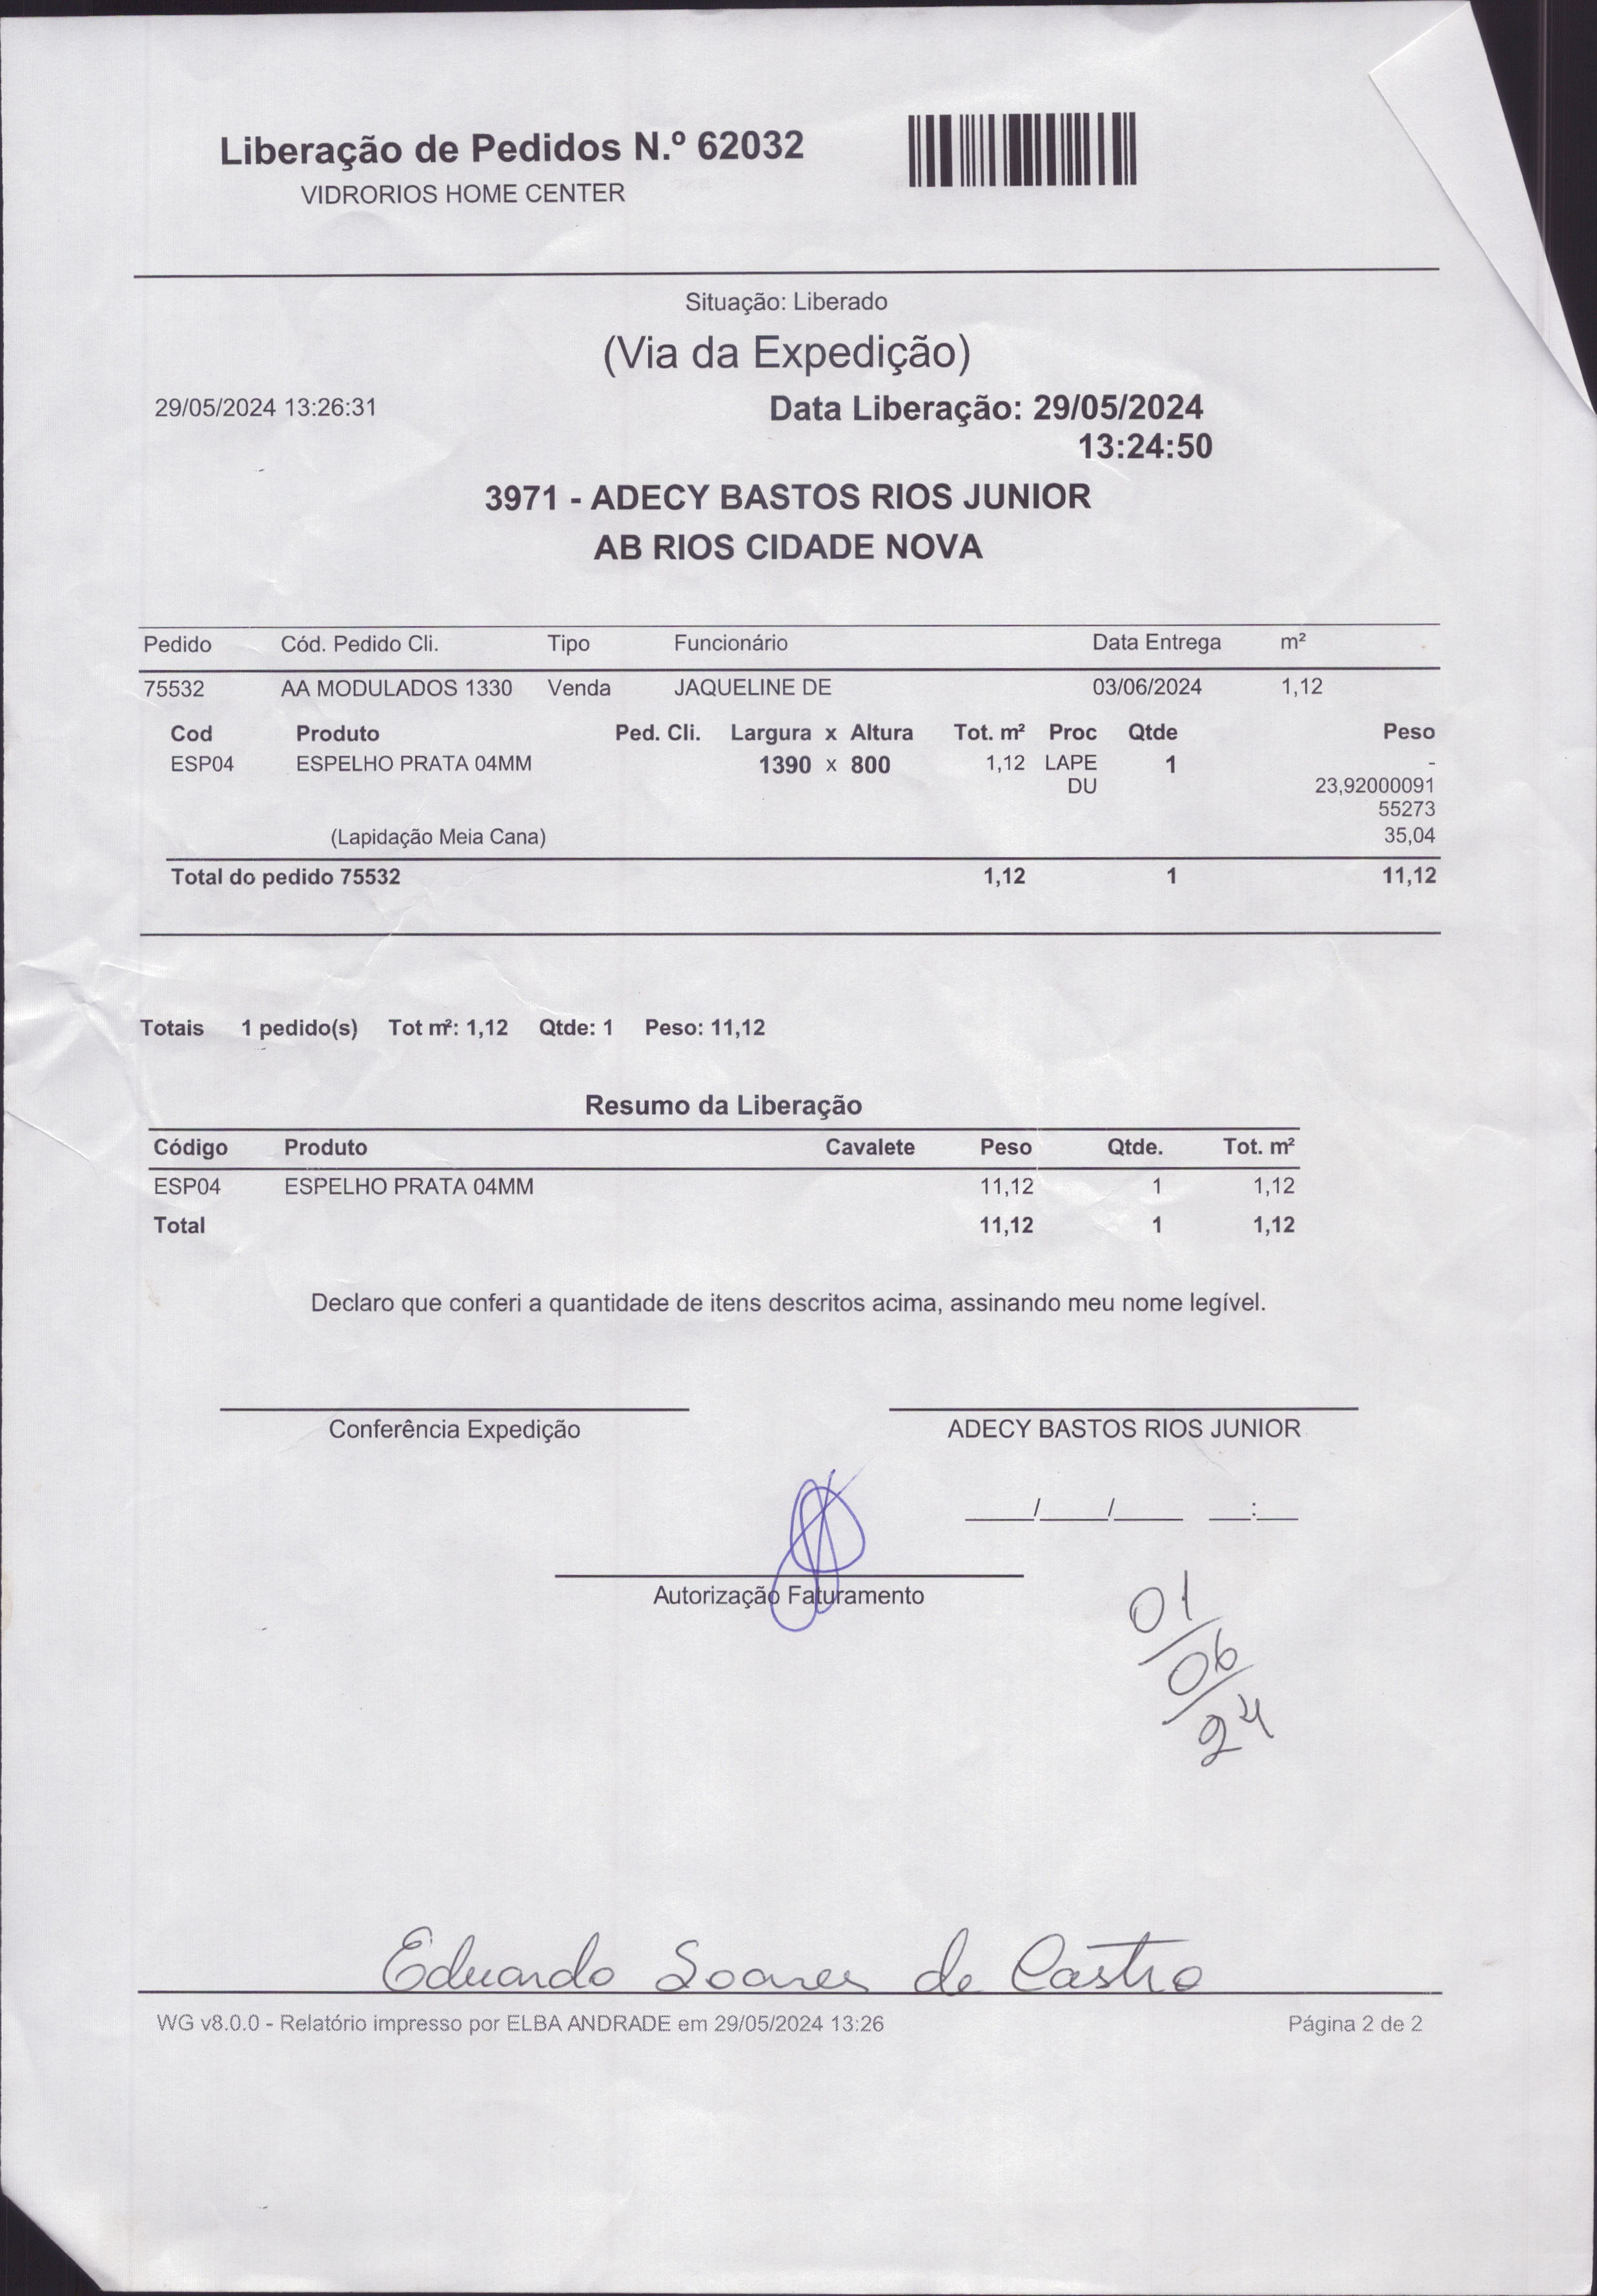 Liberação de Pedidos N.º 62032
VIDRORIOS HOME CENTER
Situação: Liberado
(Via da Expedição)
29/05/2024 13:26:31
Data Liberação: 29/05/2024
13:24:50
3971 - ADECY BASTOS RIOS JUNIOR
AB RIOS CIDADE NOVA
Pedido Cód. Pedido Cli. Tipo Funcionário Data Entrega m²
75532 AA MODULADOS 1330 Venda JAQUELINE DE 03/06/2024 1,12
Cod Produto Ped. Cli. Largura x Altura Tot. m² Proc Qtde Peso
ESP04 ESPELHO PRATA 04MM 1390 x 800 1,12 LAPE 1 -
DU 23,92000091
55273
(Lapidação Meia Cana) 35,04
Total do pedido 75532 1,12 1 11,12
Totais 1 pedido(s) Tot m²: 1,12 Qtde: 1 Peso: 11,12
Resumo da Liberação
Código Produto Cavalete Peso Qtde. Tot. m²
ESP04 ESPELHO PRATA 04MM 11,12 1 1,12
Total 11,12 1 1,12
Declaro que conferi a quantidade de itens descritos acima, assinando meu nome legível.
Conferência Expedição ADECY BASTOS RIOS JUNIOR
____/____/____ __:__
Autorização Faturamento
01/06/24
Eduardo Soares de Castro
WG v8.0.0 - Relatório impresso por ELBA ANDRADE em 29/05/2024 13:26 Página 2 de 2